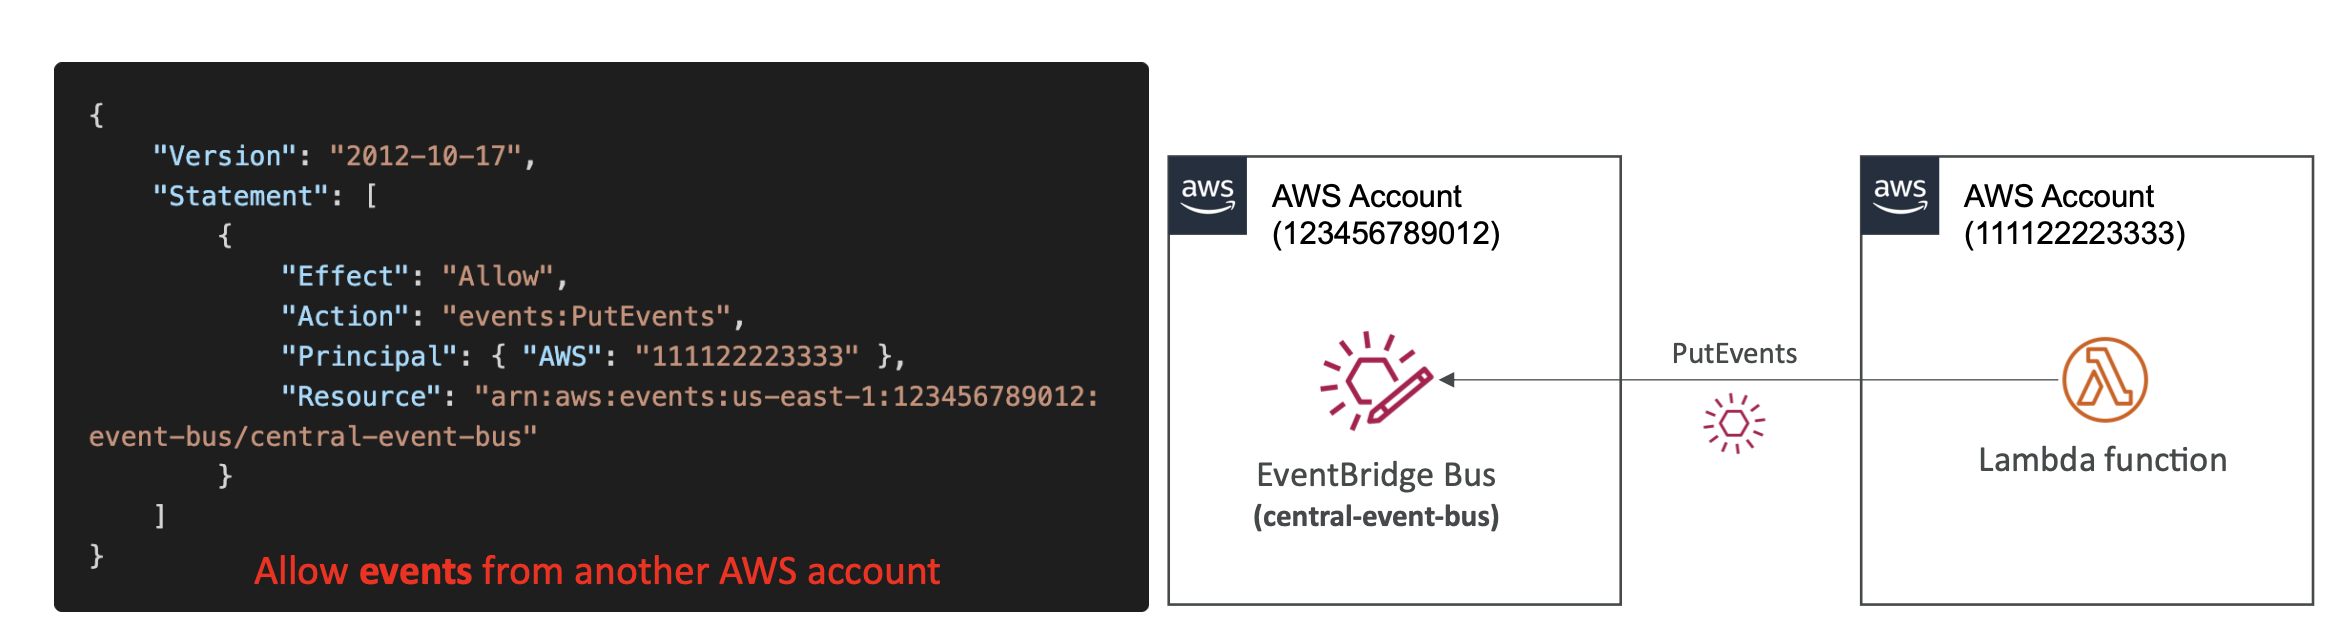 {
    "Version": "2012-10-17",
    "Statement": [
        {
            "Effect": "Allow",
            "Action": "events:PutEvents",
            "Principal": { "AWS": "111122223333" },
            "Resource": "arn:aws:events:us-east-1:123456789012:
event-bus/central-event-bus"
        }
    ]
}
Allow events from another AWS account
aws
AWS Account
(123456789012)
EventBridge Bus
(central-event-bus)
PutEvents
aws
AWS Account
(111122223333)
Lambda function